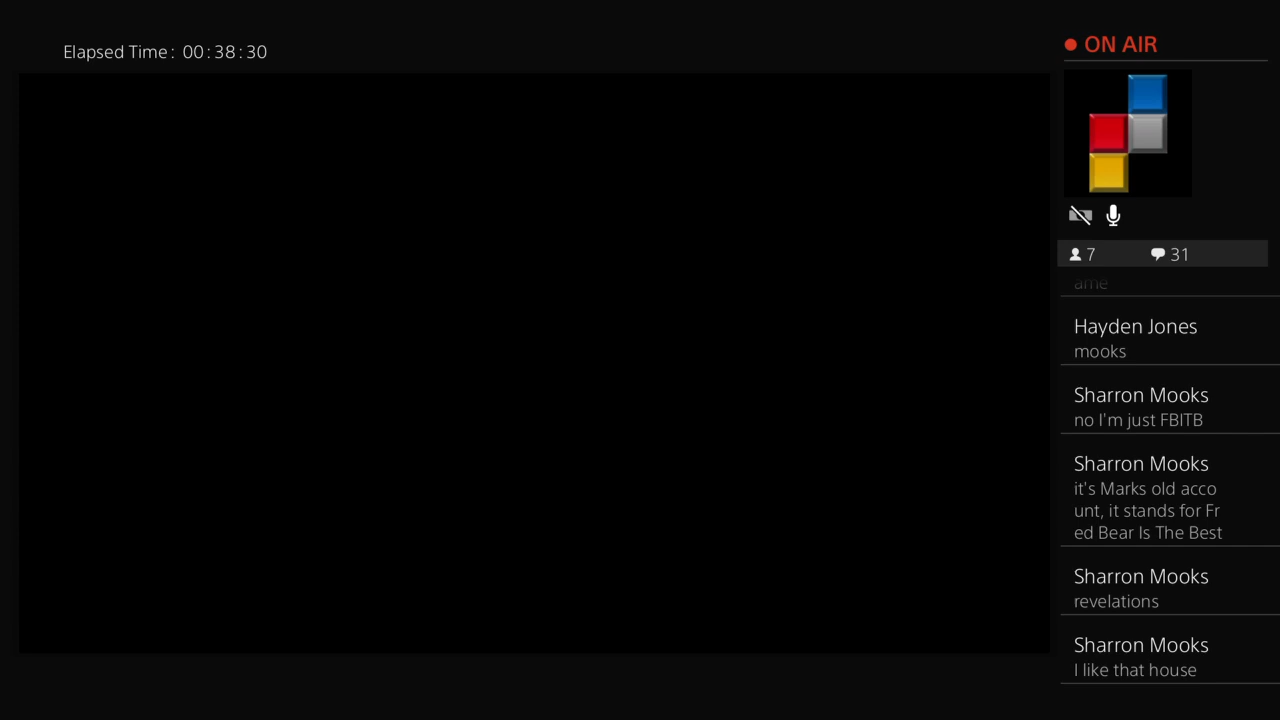 Elapsed Time: 00:38:30
ON AIR
7 31
ame
Hayden Jones
mooks
Sharron Mooks
no I'm just FBITB
Sharron Mooks
it's Marks old acco
unt, it stands for Fr
ed Bear Is The Best
Sharron Mooks
revelations
Sharron Mooks
I like that house